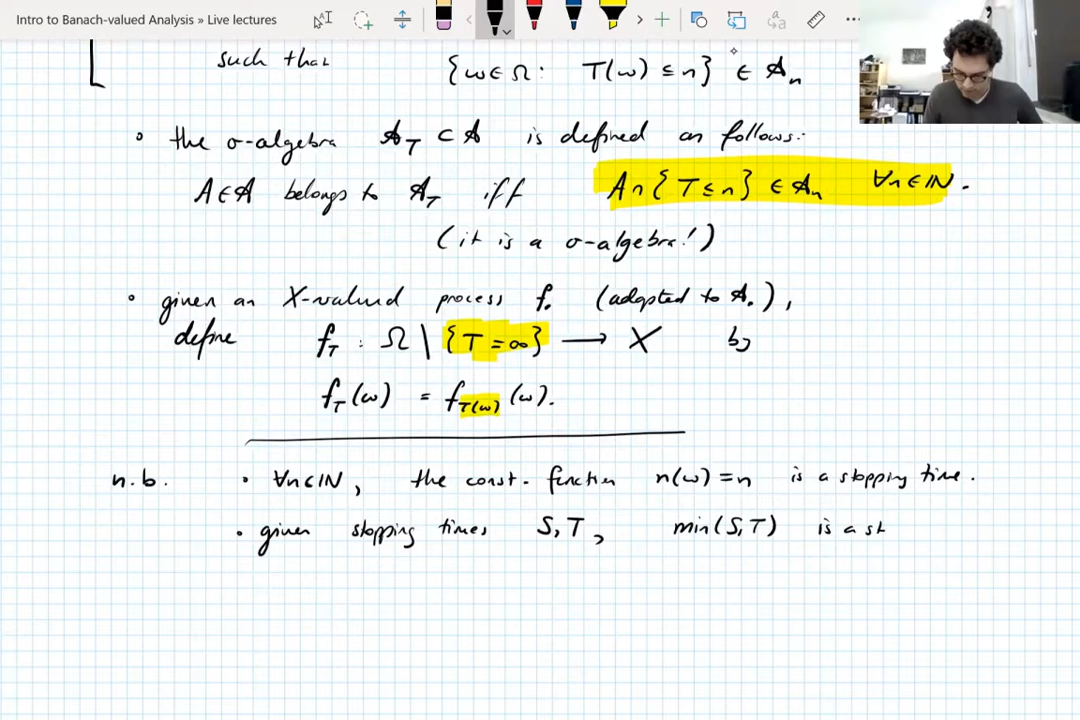 Intro to Banach-valued Analysis » Live lectures
such that {ω∈Ω: T(ω) ≤ n} ∈ 𝒜ₙ
• the σ-algebra 𝒜_T ⊂ 𝒜 is defined as follows:
A∈𝒜 belongs to 𝒜_T iff A∩{T≤n} ∈ 𝒜ₙ ∀n∈ℕ.
(it is a σ-algebra!)
• given an X-valued process f. (adapted to 𝒜.),
define f_T : Ω \ {T=∞} → X by
f_T(ω) = f_{T(ω)}(ω).
n.b. • ∀n∈ℕ, the const. function n(ω)=n is a stopping time.
• given stopping times S,T, min(S,T) is a st